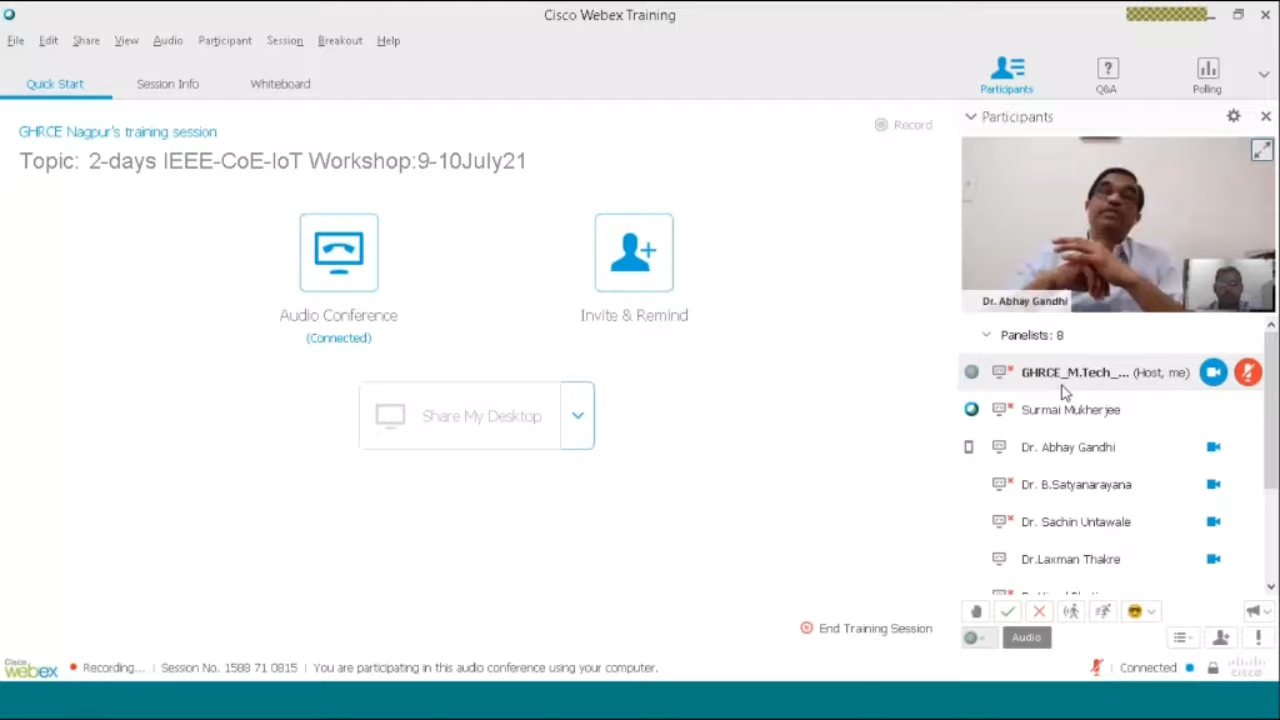 Cisco Webex Training
File Edit Share View Audio Participant Session Breakout Help
Quick Start Session Info Whiteboard
Participants Q&A Polling
GHRCE Nagpur's training session
Record
Topic: 2-days IEEE-CoE-IoT Workshop:9-10July21
Audio Conference
(Connected)
Invite & Remind
Share My Desktop
End Training Session
Participants
Dr. Abhay Gandhi
Panelists: 8
GHRCE_M.Tech_... (Host, me)
Surmai Mukherjee
Dr. Abhay Gandhi
Dr. B.Satyanarayana
Dr. Sachin Untawale
Dr.Laxman Thakre
Audio
Cisco webex Recording... Session No. 1588 71 0815 You are participating in this audio conference using your computer.
Connected
cisco